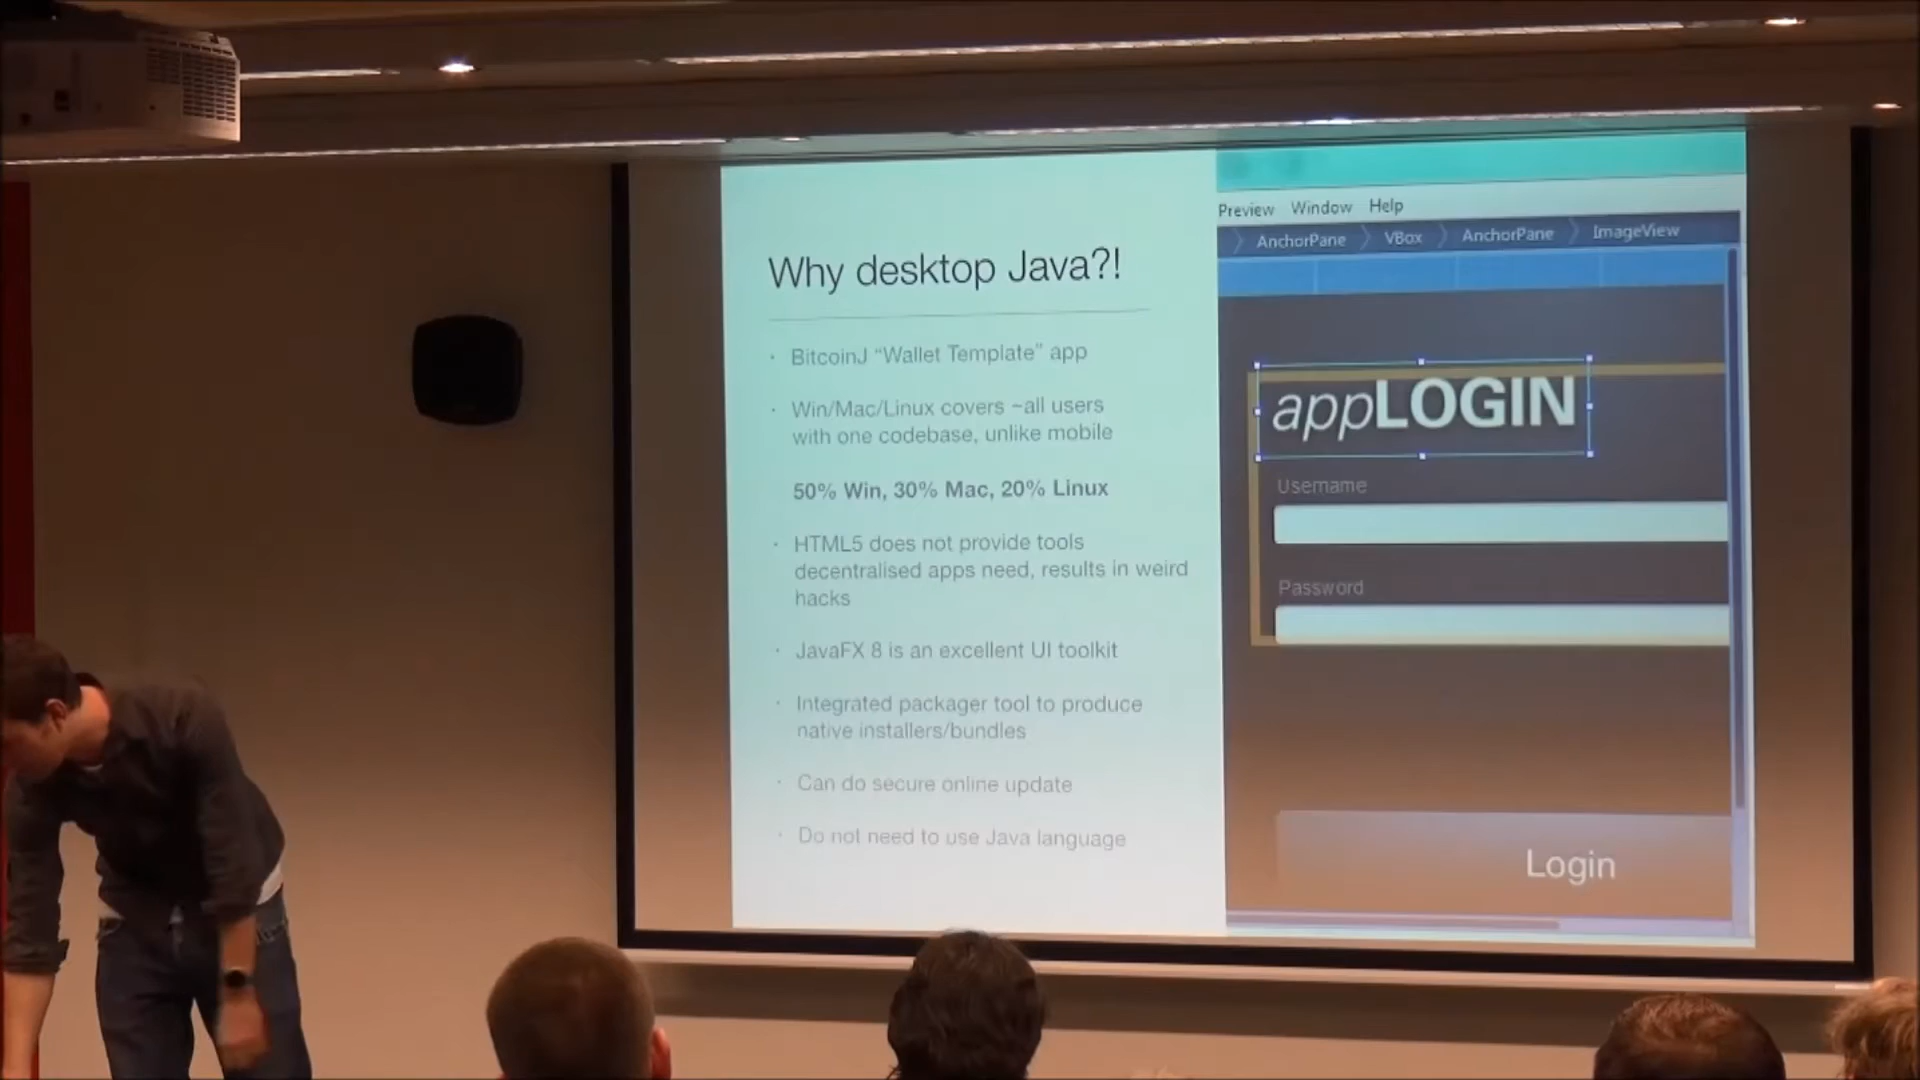 Why desktop Java?!
· BitcoinJ “Wallet Template” app
· Win/Mac/Linux covers ~all users
with one codebase, unlike mobile
50% Win, 30% Mac, 20% Linux
· HTML5 does not provide tools
decentralised apps need, results in weird
hacks
· JavaFX 8 is an excellent UI toolkit
· Integrated packager tool to produce
native installers/bundles
· Can do secure online update
· Do not need to use Java language
Preview Window Help
AnchorPane VBox AnchorPane ImageView
appLOGIN
Username
Password
Login